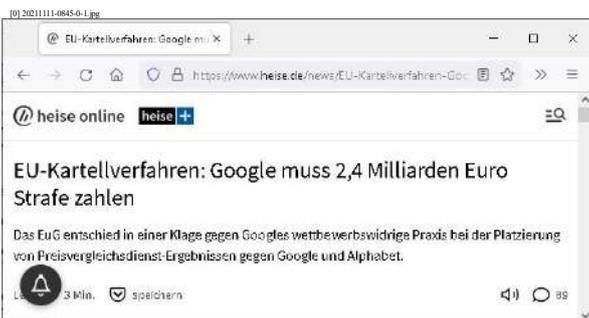 [0] 20211111-0845-0-1.jpg
EU-Kartellverfahren: Google mu
https://www.heise.de/news/EU-Kartellverfahren-Goo
heise online heise +
EU-Kartellverfahren: Google muss 2,4 Milliarden Euro
Strafe zahlen
Das EuG entschied in einer Klage gegen Googles wettbewerbswidrige Praxis bei der Platzierung
von Preisvergleichsdienst-Ergebnissen gegen Google und Alphabet.
3 Min. speichern 89